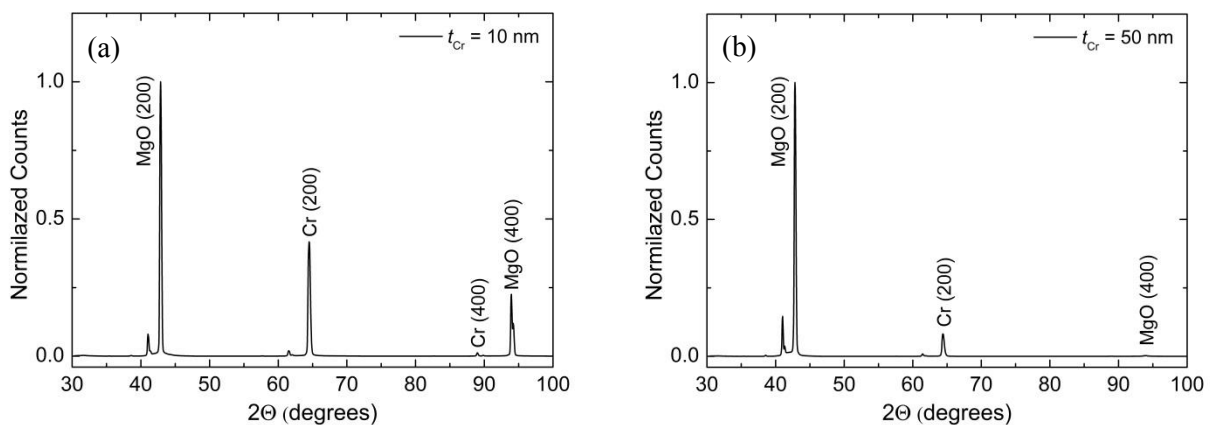 (a)
t_Cr = 10 nm
MgO (200)
Cr (200)
Cr (400)
MgO (400)
Normilazed Counts
1.0
0.5
0.0
30 40 50 60 70 80 90 100
2Θ (degrees)
(b)
t_Cr = 50 nm
MgO (200)
Cr (200)
MgO (400)
Normilazed Counts
1.0
0.5
0.0
30 40 50 60 70 80 90 100
2Θ (degrees)